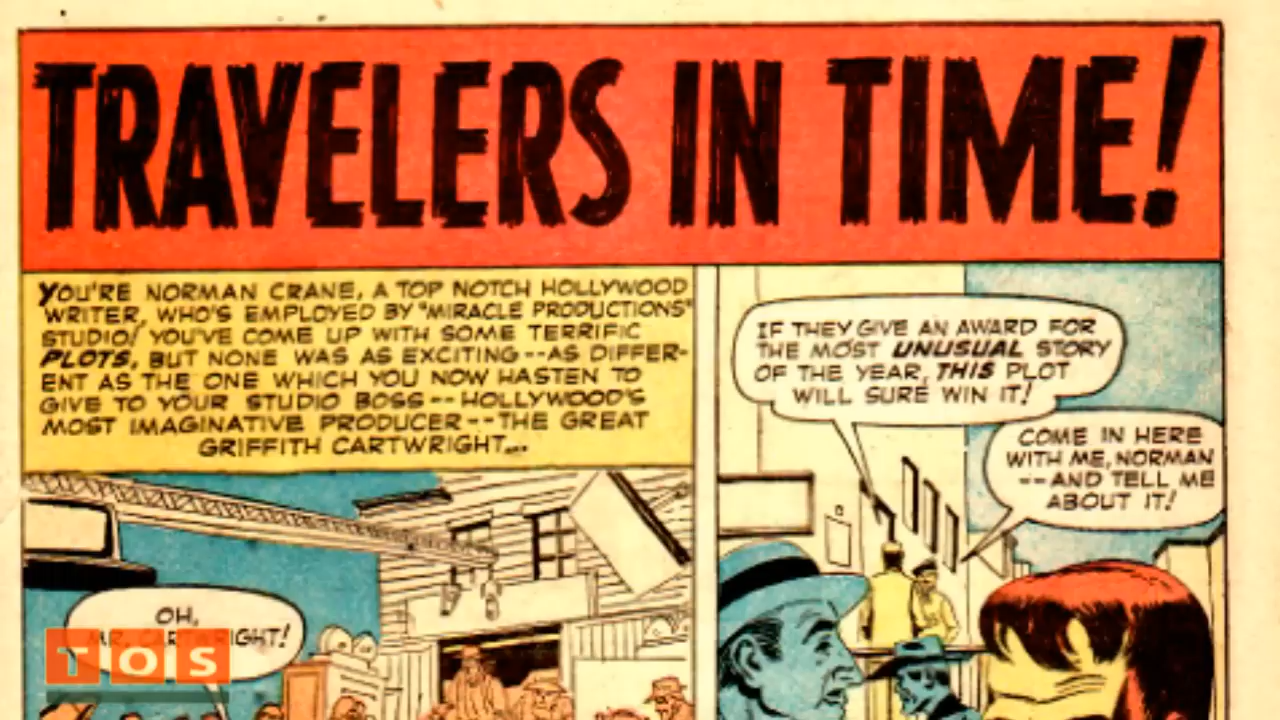 TRAVELERS IN TIME!
YOU'RE NORMAN CRANE, A TOP NOTCH HOLLYWOOD
WRITER, WHO'S EMPLOYED BY "MIRACLE PRODUCTIONS"
STUDIO! YOU'VE COME UP WITH SOME TERRIFIC
PLOTS, BUT NONE WAS AS EXCITING--AS DIFFER-
ENT AS THE ONE WHICH YOU NOW HASTEN TO
GIVE TO YOUR STUDIO BOSS--HOLLYWOOD'S
MOST IMAGINATIVE PRODUCER--THE GREAT
GRIFFITH CARTWRIGHT...
OH,
MR. CARTWRIGHT!
IF THEY GIVE AN AWARD FOR
THE MOST UNUSUAL STORY
OF THE YEAR, THIS PLOT
WILL SURE WIN IT!
COME IN HERE
WITH ME, NORMAN
--AND TELL ME
ABOUT IT!
TOS